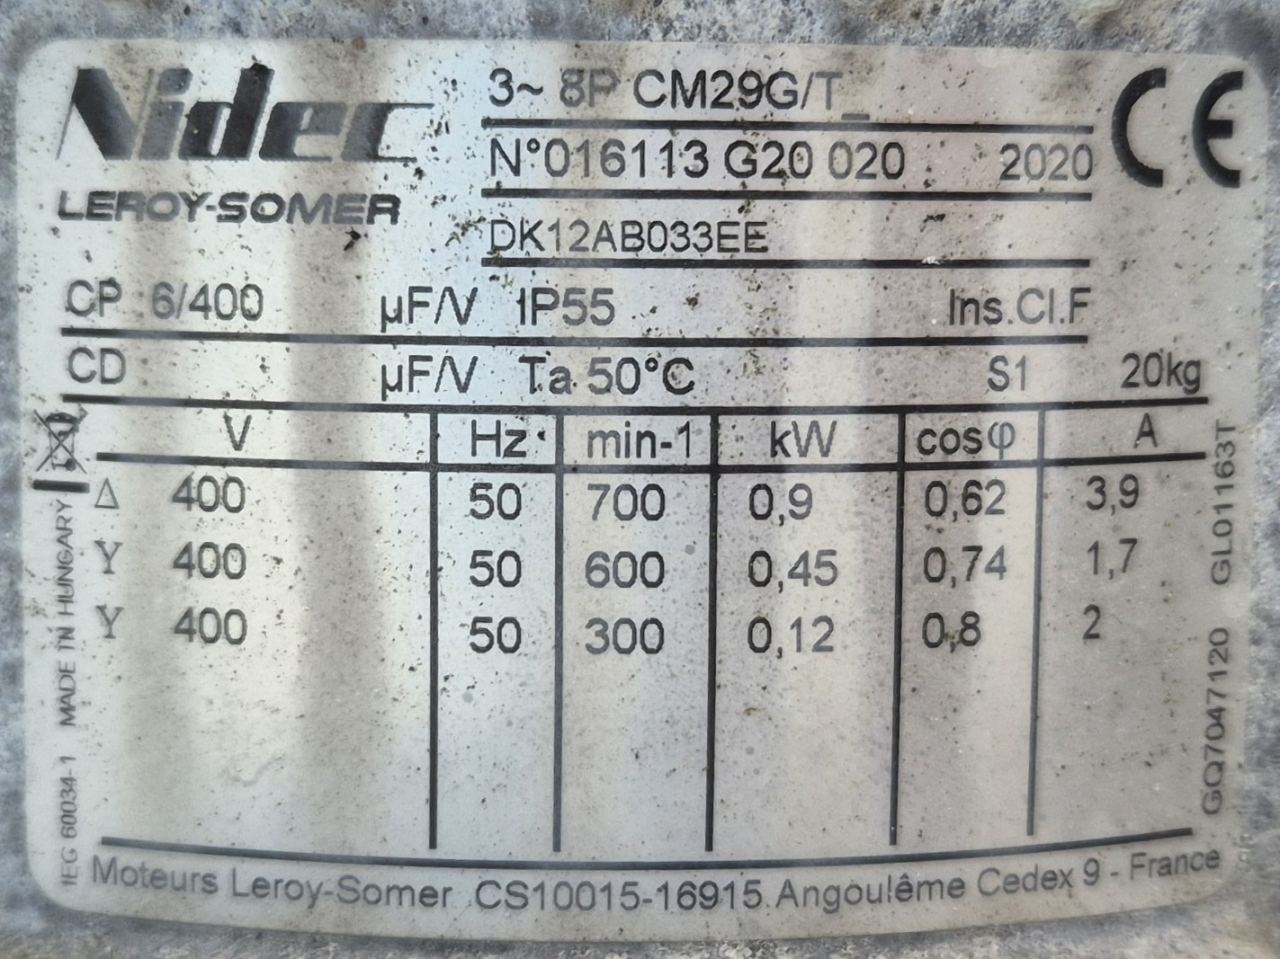 Nidec
LEROY-SOMER
3~ 8P CM29G/T_
N°016113 G20 020 2020
DK12AB033EE
CE
CP 6/400 µF/V IP55 Ins.Cl.F
CD µF/V Ta 50°C S1 20kg
V Hz min-1 kW cosφ A
Δ 400 50 700 0,9 0,62 3,9
Y 400 50 600 0,45 0,74 1,7
Y 400 50 300 0,12 0,8 2
Moteurs Leroy-Somer CS10015-16915 Angoulême Cedex 9 - France
IEC 60034-1 MADE IN HUNGARY
GQ7047120 GL01163T